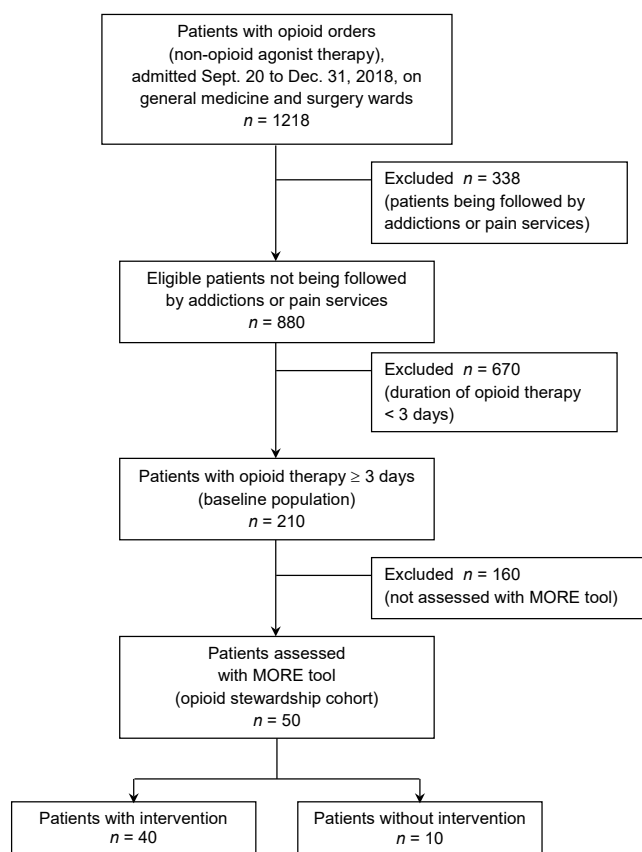 Patients with opioid orders
(non-opioid agonist therapy),
admitted Sept. 20 to Dec. 31, 2018, on
general medicine and surgery wards
n = 1218
Excluded n = 338
(patients being followed by
addictions or pain services)
Eligible patients not being followed
by addictions or pain services
n = 880
Excluded n = 670
(duration of opioid therapy
< 3 days)
Patients with opioid therapy ≥ 3 days
(baseline population)
n = 210
Excluded n = 160
(not assessed with MORE tool)
Patients assessed
with MORE tool
(opioid stewardship cohort)
n = 50
Patients with intervention
n = 40
Patients without intervention
n = 10